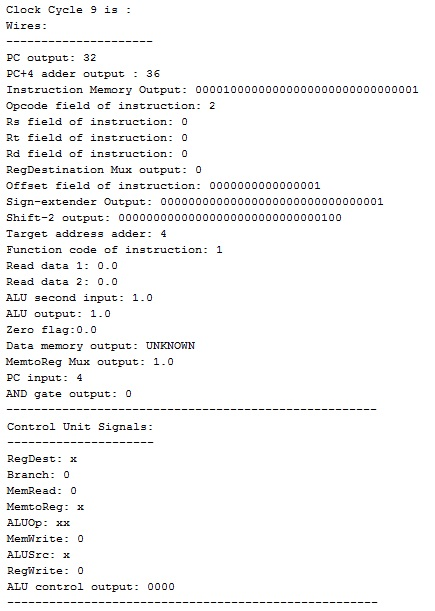 Clock Cycle 9 is :
Wires:
---------------------
PC output: 32
PC+4 adder output : 36
Instruction Memory Output: 00001000000000000000000000000001
Opcode field of instruction: 2
Rs field of instruction: 0
Rt field of instruction: 0
Rd field of instruction: 0
RegDestination Mux output: 0
Offset field of instruction: 0000000000000001
Sign-extender Output: 00000000000000000000000000000001
Shift-2 output: 00000000000000000000000000000100
Target address adder: 4
Function code of instruction: 1
Read data 1: 0.0
Read data 2: 0.0
ALU second input: 1.0
ALU output: 1.0
Zero flag:0.0
Data memory output: UNKNOWN
MemtoReg Mux output: 1.0
PC input: 4
AND gate output: 0
-----------------------------------------------------
Control Unit Signals:
---------------------
RegDest: x
Branch: 0
MemRead: 0
MemtoReg: x
ALUOp: xx
MemWrite: 0
ALUSrc: x
RegWrite: 0
ALU control output: 0000
-----------------------------------------------------